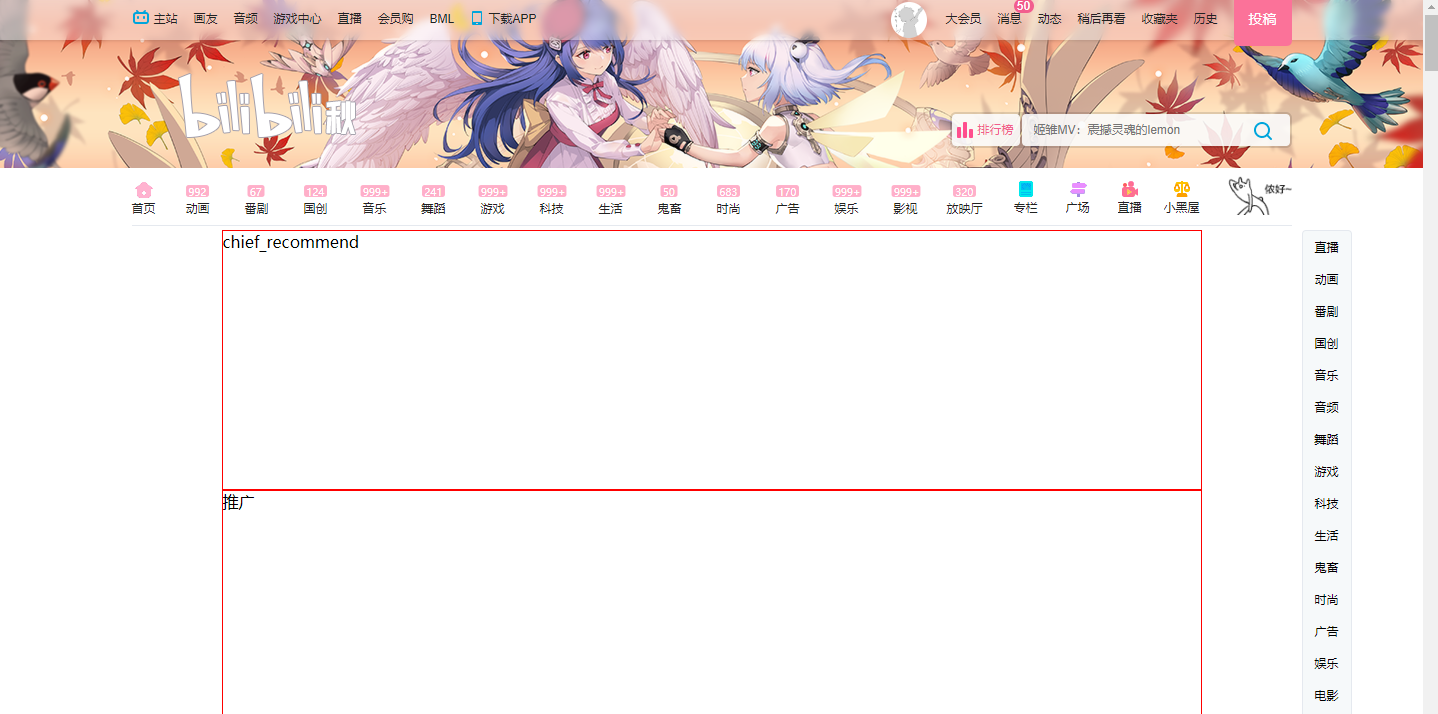 主站 画友 音频 游戏中心 直播 会员购 BML 下载APP 大会员 消息 50 动态 稍后再看 收藏夹 历史 投稿
bilibili秋
排行榜 姬雏MV：震撼灵魂的lemon
992 67 124 999+ 241 999+ 999+ 999+ 50 683 170 999+ 999+ 320
首页 动画 番剧 国创 音乐 舞蹈 游戏 科技 生活 鬼畜 时尚 广告 娱乐 影视 放映厅 专栏 广场 直播 小黑屋 侬好~
chief_recommend
推广
直播
动画
番剧
国创
音乐
音频
舞蹈
游戏
科技
生活
鬼畜
时尚
广告
娱乐
电影